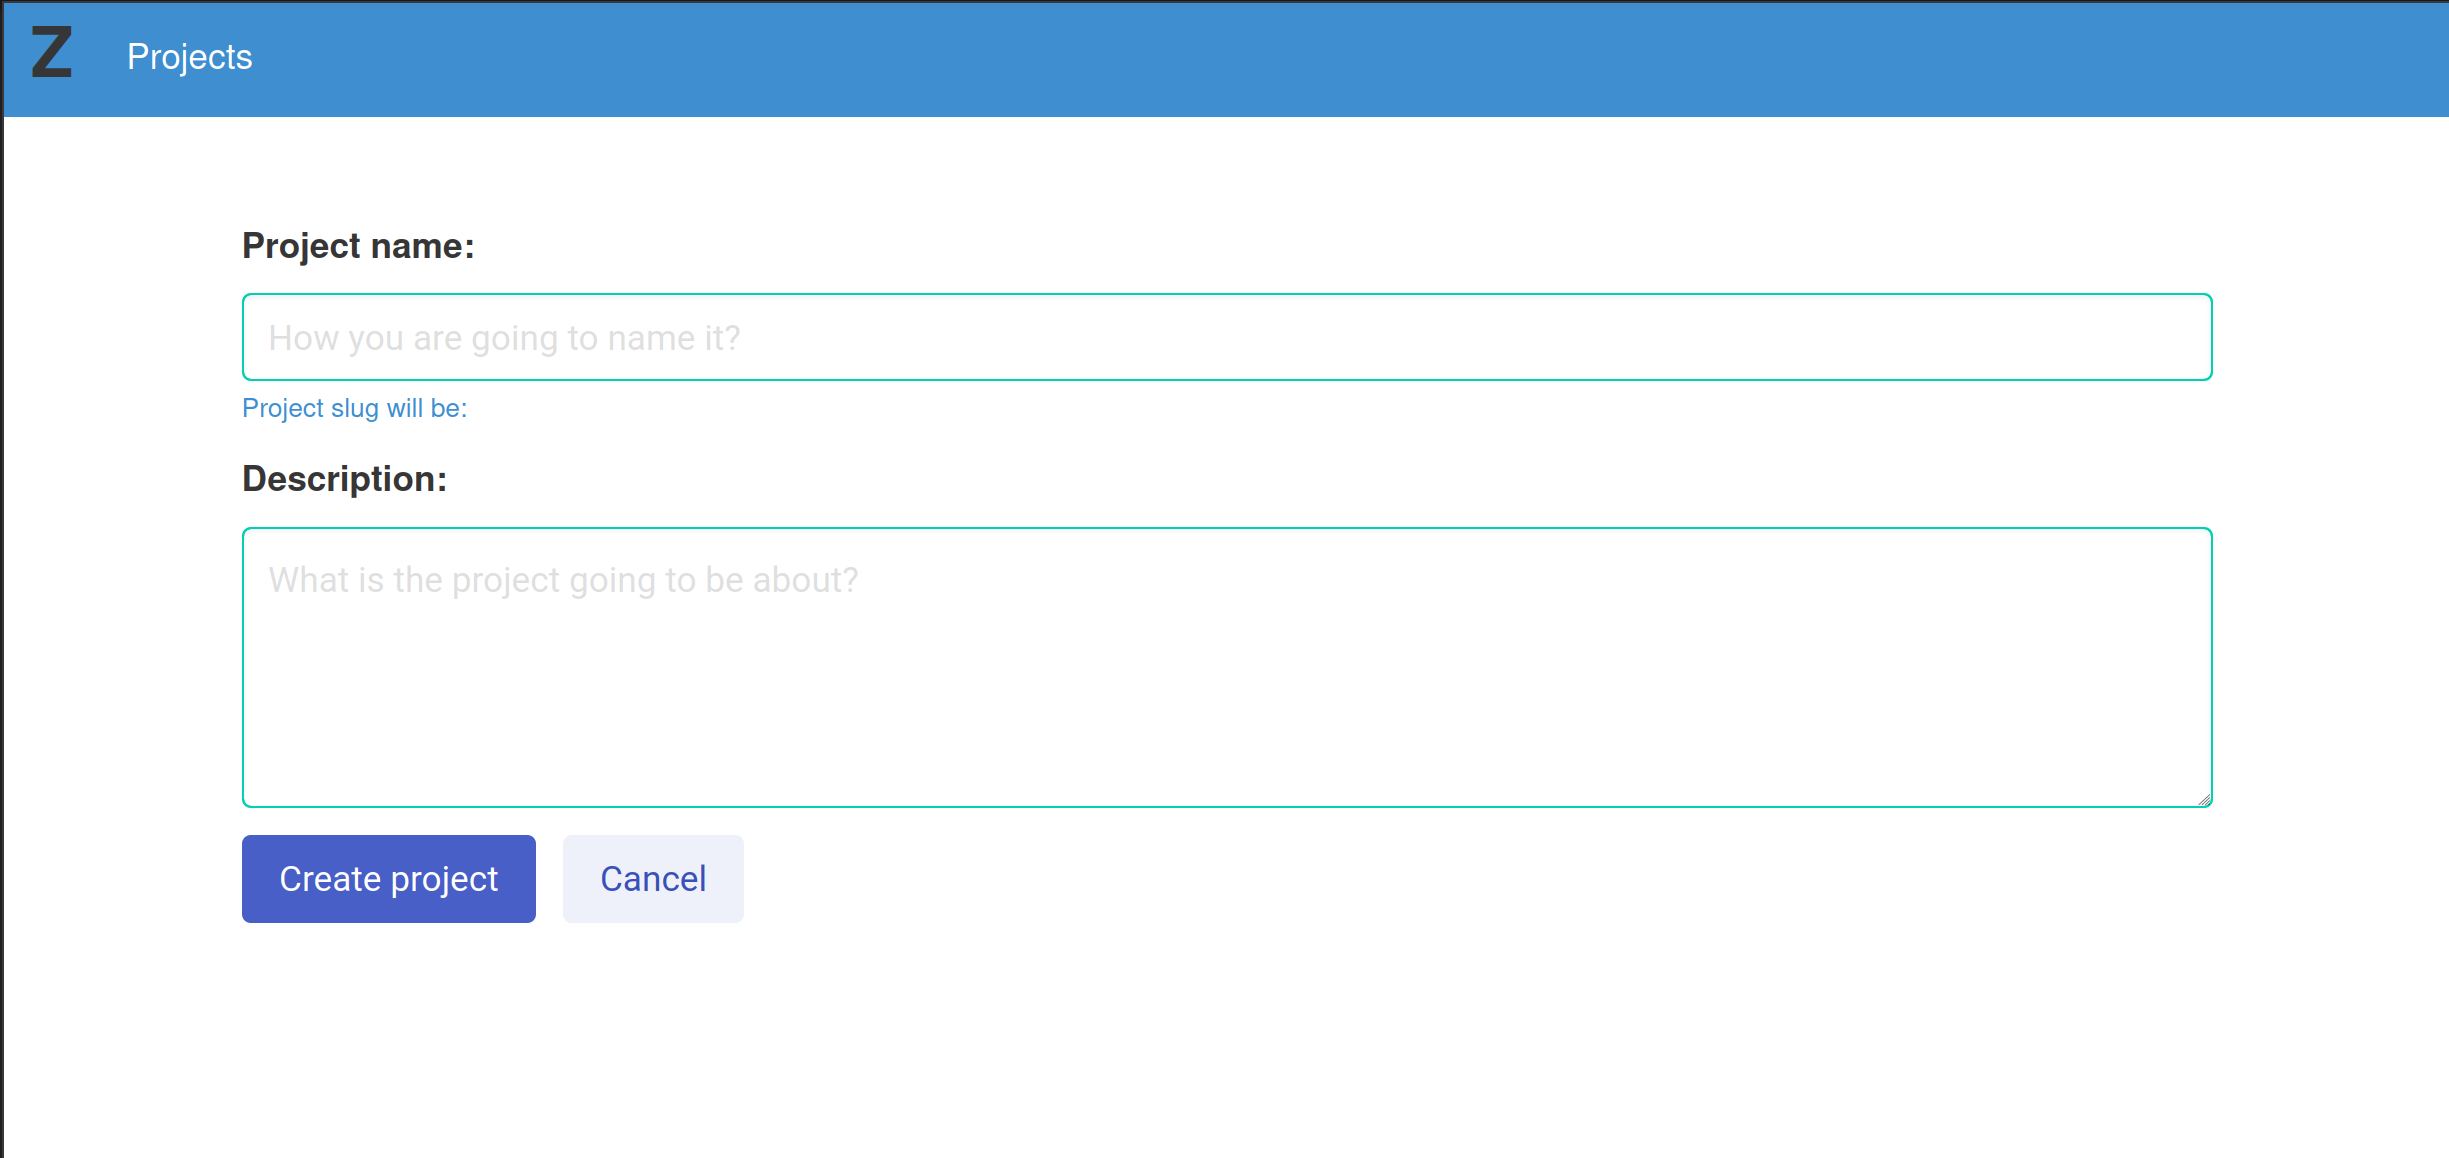 Z Projects
Project name:
How you are going to name it?
Project slug will be:
Description:
What is the project going to be about?
Create project Cancel